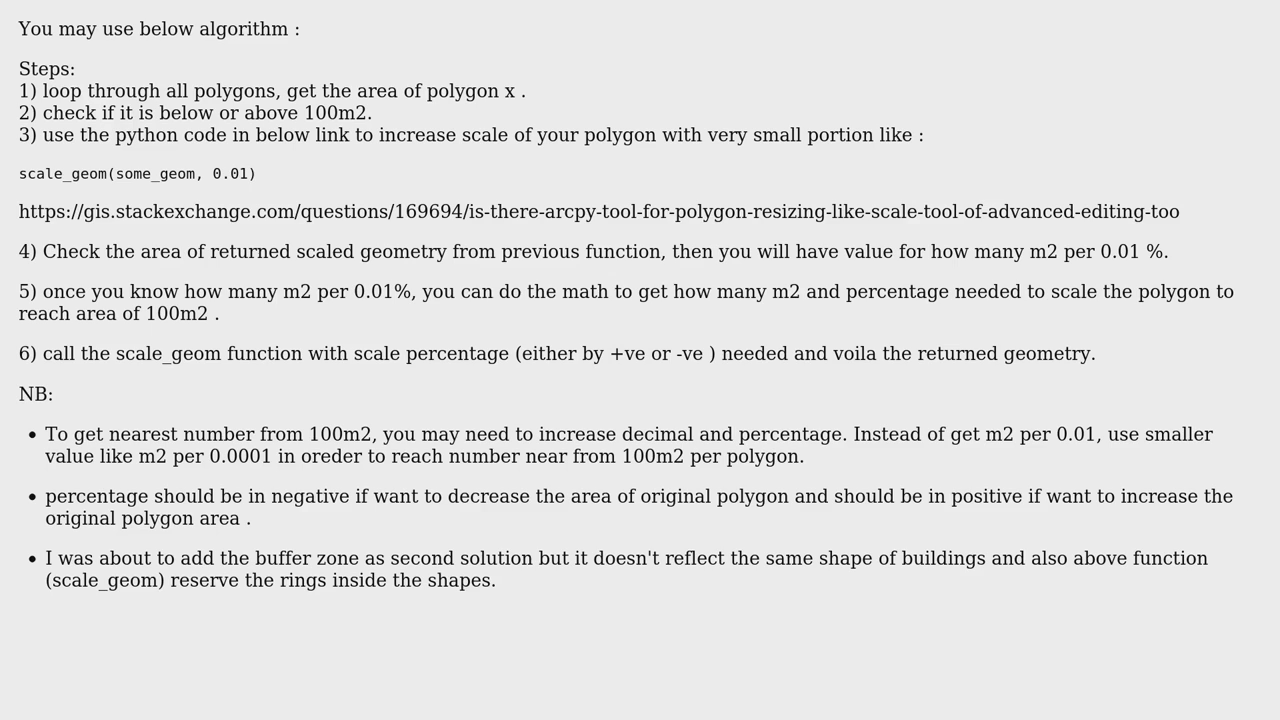 You may use below algorithm :
Steps:
1) loop through all polygons, get the area of polygon x .
2) check if it is below or above 100m2.
3) use the python code in below link to increase scale of your polygon with very small portion like :
scale_geom(some_geom, 0.01)
https://gis.stackexchange.com/questions/169694/is-there-arcpy-tool-for-polygon-resizing-like-scale-tool-of-advanced-editing-too
4) Check the area of returned scaled geometry from previous function, then you will have value for how many m2 per 0.01 %.
5) once you know how many m2 per 0.01%, you can do the math to get how many m2 and percentage needed to scale the polygon to
reach area of 100m2 .
6) call the scale_geom function with scale percentage (either by +ve or -ve ) needed and voila the returned geometry.
NB:
• To get nearest number from 100m2, you may need to increase decimal and percentage. Instead of get m2 per 0.01, use smaller
value like m2 per 0.0001 in oreder to reach number near from 100m2 per polygon.
• percentage should be in negative if want to decrease the area of original polygon and should be in positive if want to increase the
original polygon area .
• I was about to add the buffer zone as second solution but it doesn't reflect the same shape of buildings and also above function
(scale_geom) reserve the rings inside the shapes.